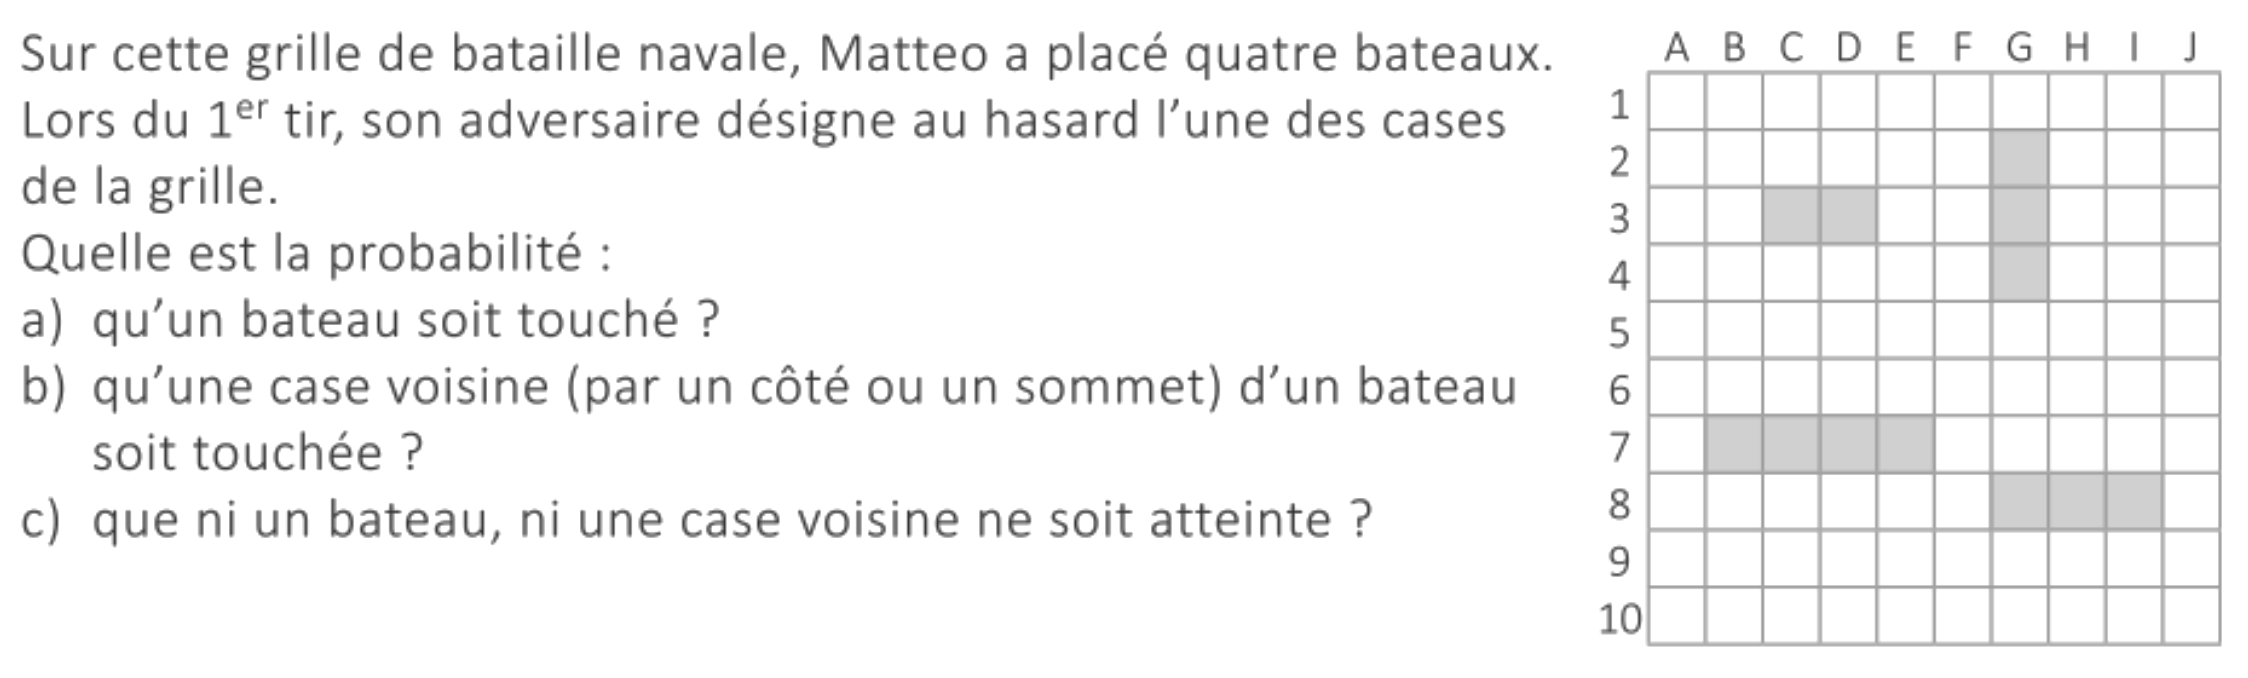 Sur cette grille de bataille navale, Matteo a placé quatre bateaux.
Lors du 1er tir, son adversaire désigne au hasard l’une des cases
de la grille.
Quelle est la probabilité :
a) qu’un bateau soit touché ?
b) qu’une case voisine (par un côté ou un sommet) d’un bateau
soit touchée ?
c) que ni un bateau, ni une case voisine ne soit atteinte ?
A B C D E F G H I J
1
2
3
4
5
6
7
8
9
10